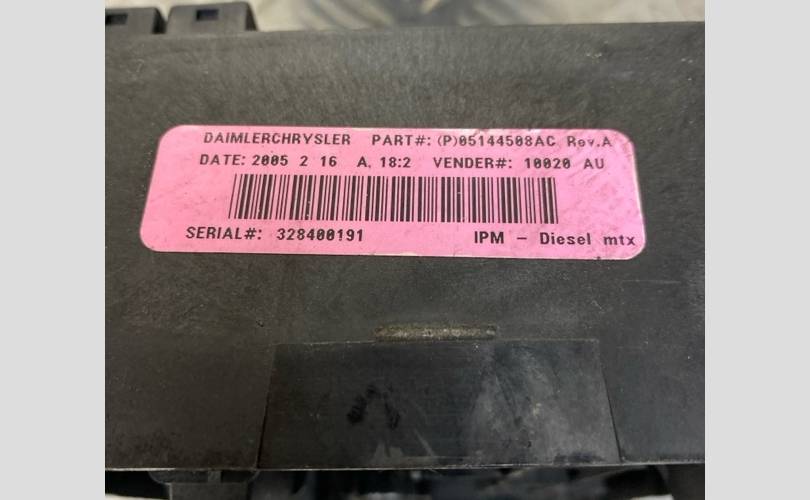 DAIMLERCHRYSLER PART#: (P)05144508AC Rev.A
DATE: 2005 2 16 A, 18:2 VENDER#: 10020 AU
SERIAL#: 328400191 IPM - Diesel mtx